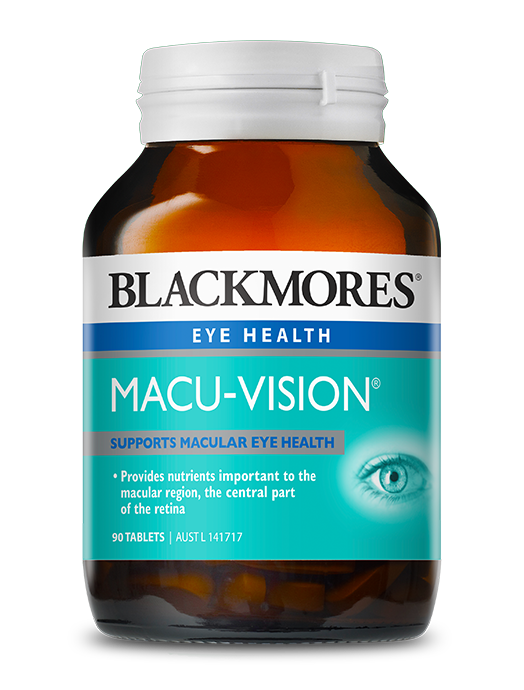 BLACKMORES®
EYE HEALTH
MACU-VISION®
SUPPORTS MACULAR EYE HEALTH
• Provides nutrients important to the
macular region, the central part
of the retina
90 TABLETS | AUST L 141717